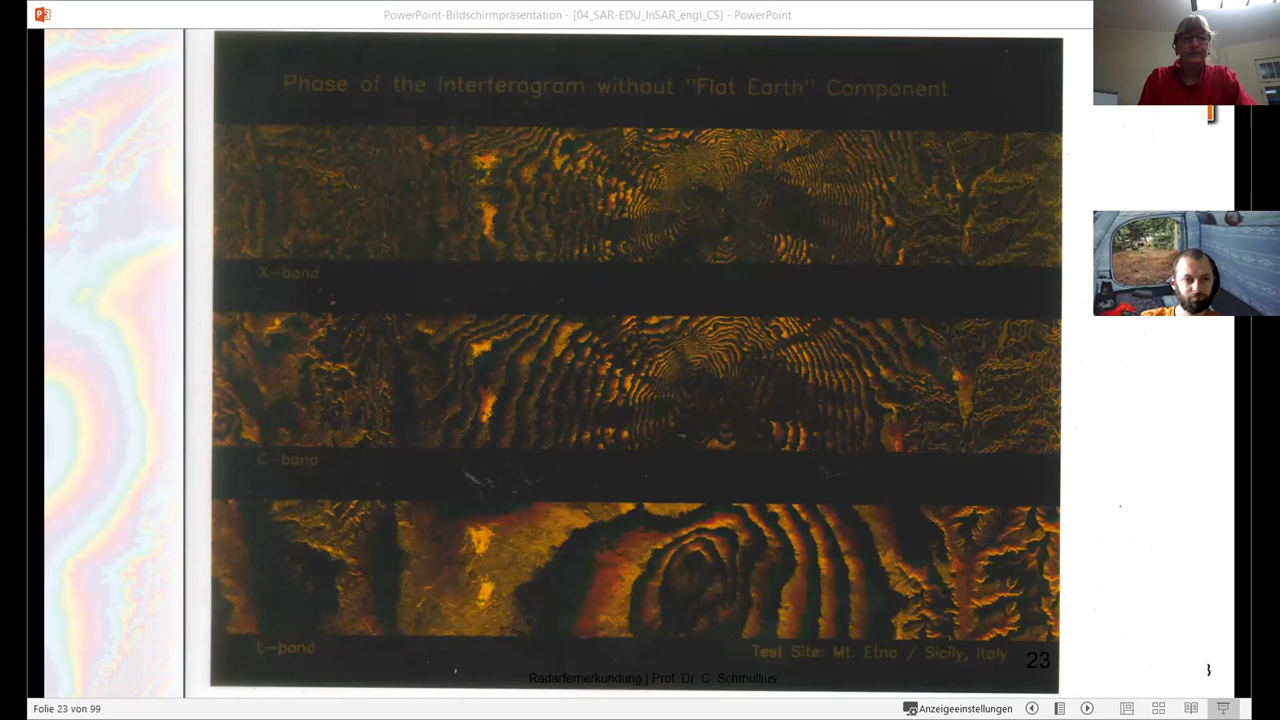 PowerPoint-Bildschirmpräsentation - [04_SAR-EDU_InSAR_engl_CS] - PowerPoint
Phase of the Interferogram without "Flat Earth" Component
X-band
C-band
L-band
Test Site: Mt. Etna / Sicily, Italy
23
Radarfernerkundung | Prof. Dr. C. Schmullius
Folie 23 von 99
Anzeigeeinstellungen